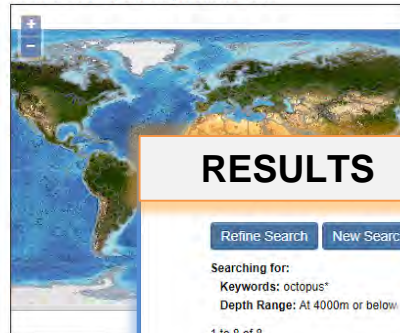 +
−
RESULTS
Refine Search New Searc
Searching for:
Keywords: octopus*
Depth Range: At 4000m or below
1 to 8 of 8